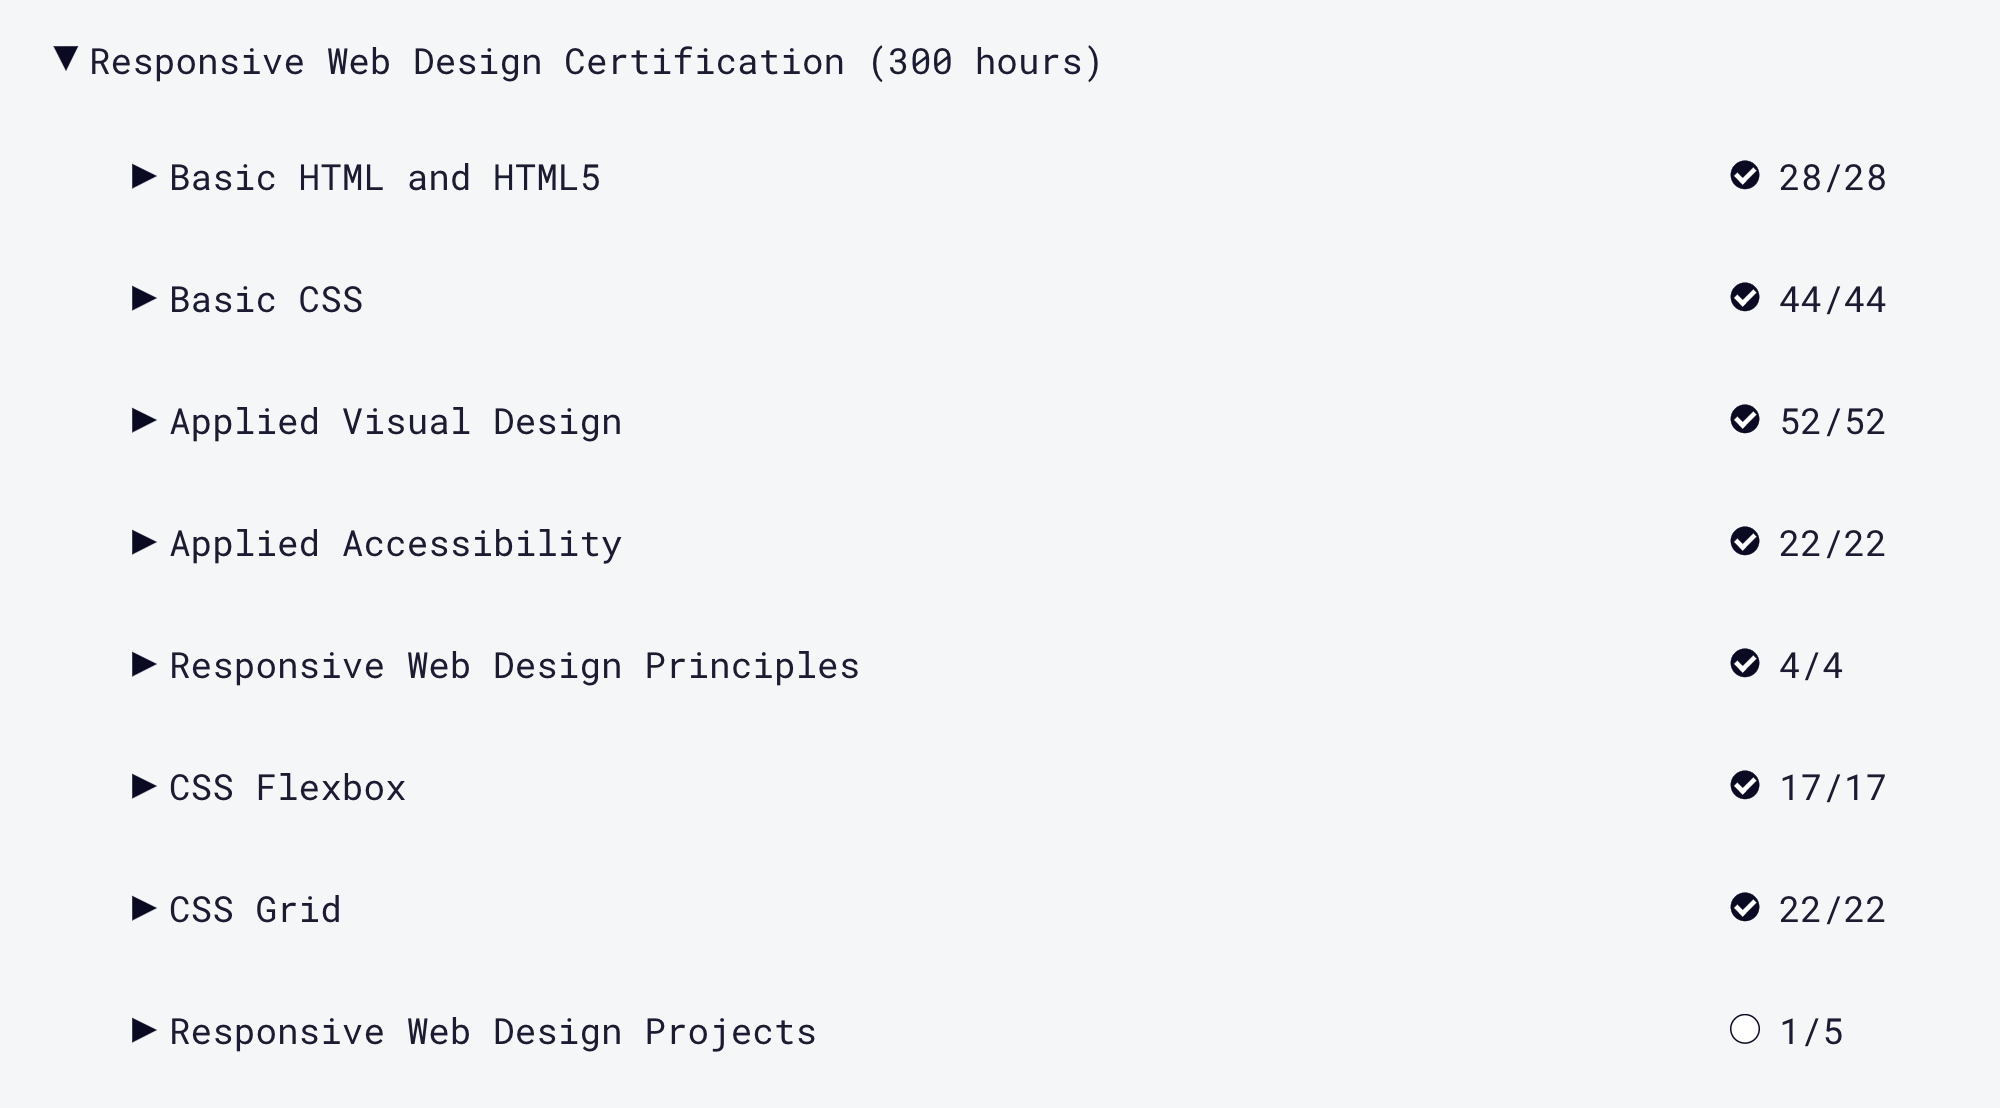 Responsive Web Design Certification (300 hours)
Basic HTML and HTML5 28/28
Basic CSS 44/44
Applied Visual Design 52/52
Applied Accessibility 22/22
Responsive Web Design Principles 4/4
CSS Flexbox 17/17
CSS Grid 22/22
Responsive Web Design Projects 1/5